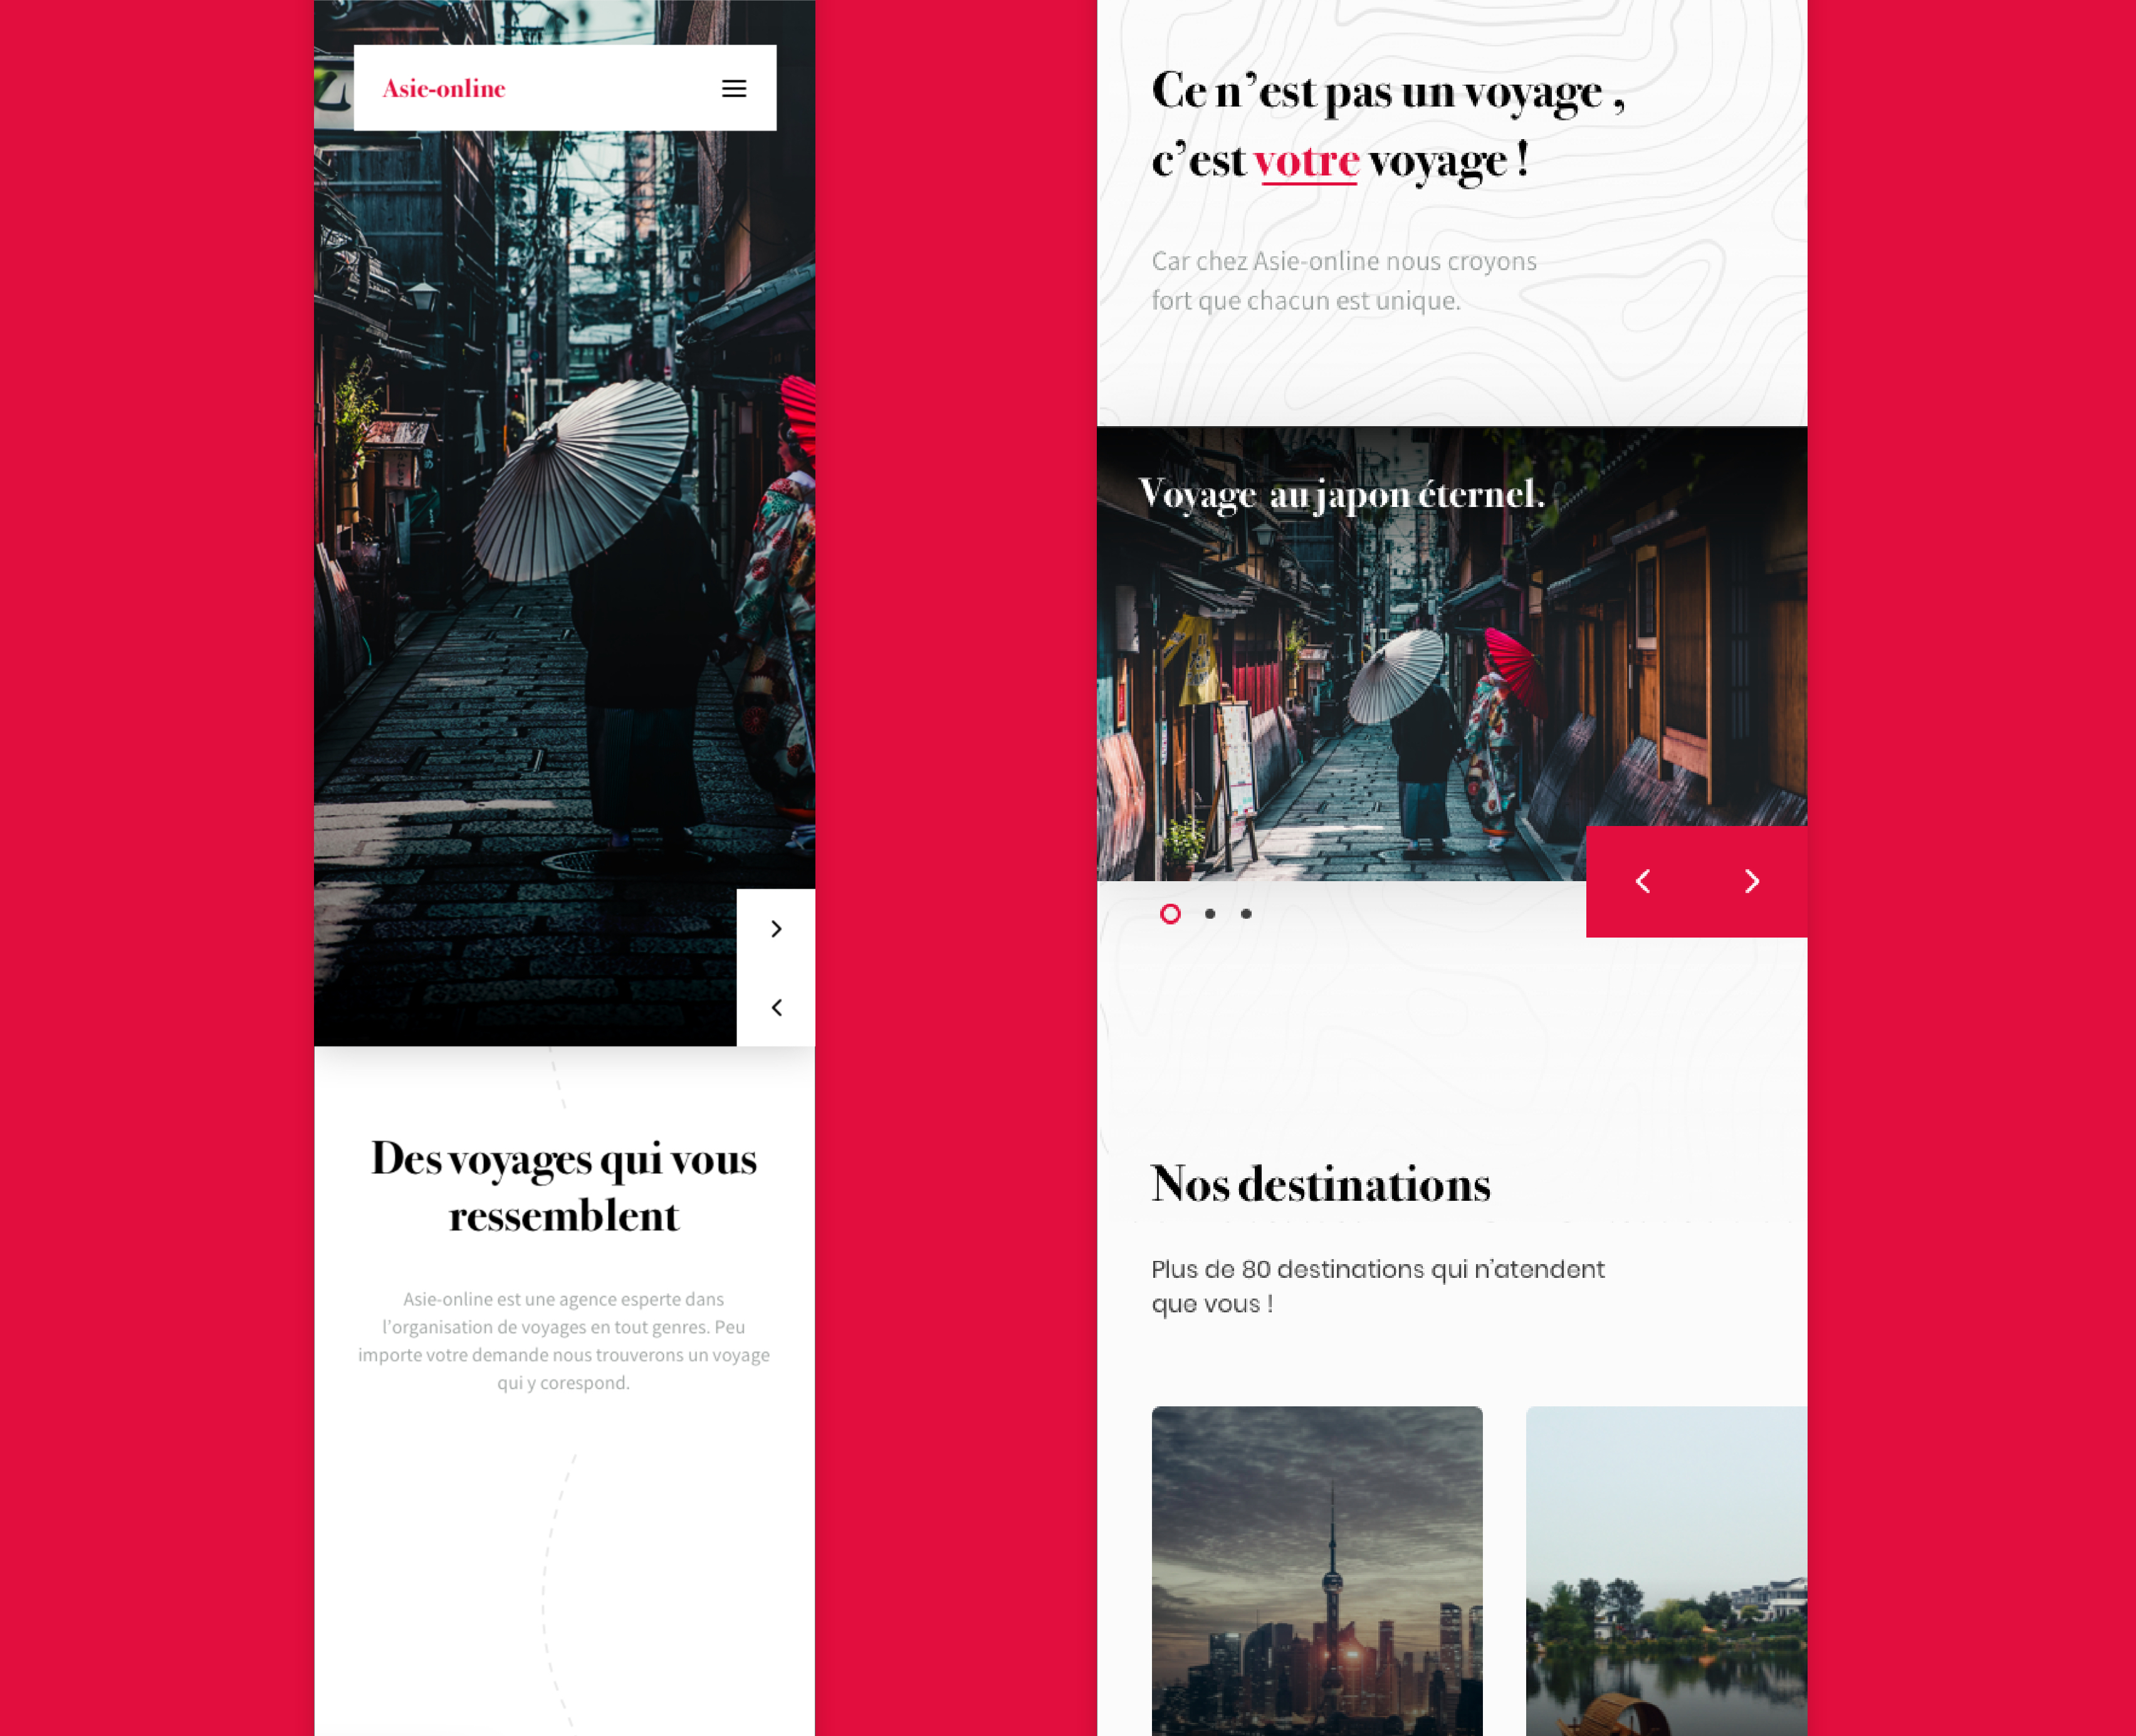 Asie-online
Des voyages qui vous
ressemblent
Asie-online est une agence esperte dans
l'organisation de voyages en tout genres. Peu
importe votre demande nous trouverons un voyage
qui y corespond.
Ce n’est pas un voyage ,
c’est votre voyage !
Car chez Asie-online nous croyons
fort que chacun est unique.
Voyage au japon éternel.
Nos destinations
Plus de 80 destinations qui n’atendent
que vous !